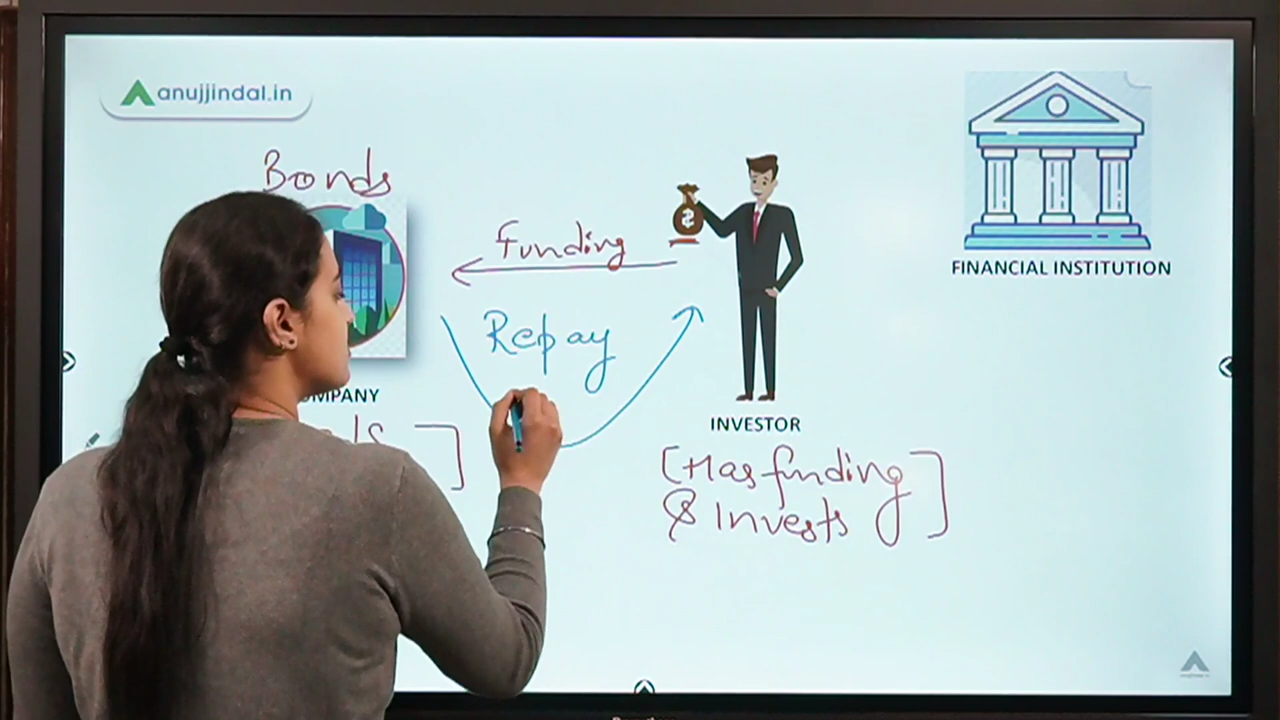 anujjindal.in
Bonds
funding
Repay
FINANCIAL INSTITUTION
INVESTOR
[Has funding
& Invests]